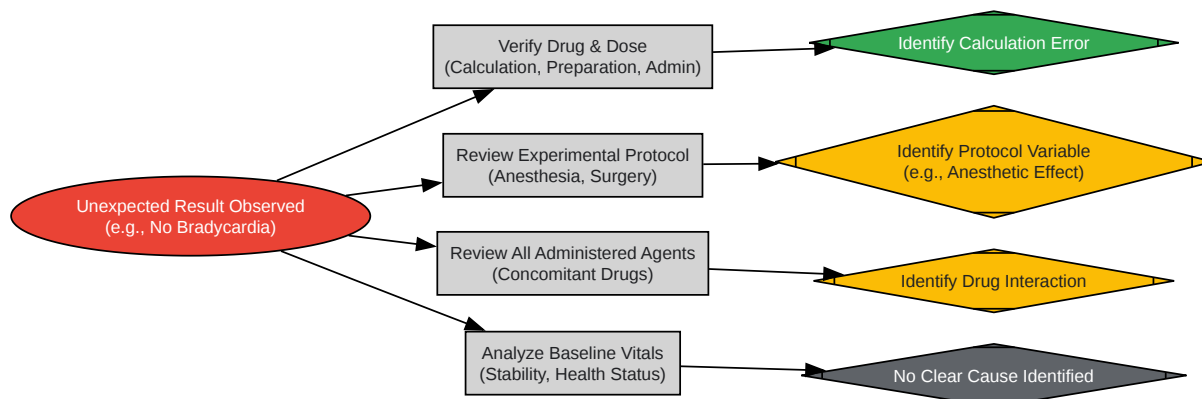 Verify Drug & Dose
(Calculation, Preparation, Admin)
Identify Calculation Error
Review Experimental Protocol
(Anesthesia, Surgery)
Identify Protocol Variable
(e.g., Anesthetic Effect)
Unexpected Result Observed
(e.g., No Bradycardia)
Review All Administered Agents
(Concomitant Drugs)
Identify Drug Interaction
Analyze Baseline Vitals
(Stability, Health Status)
No Clear Cause Identified